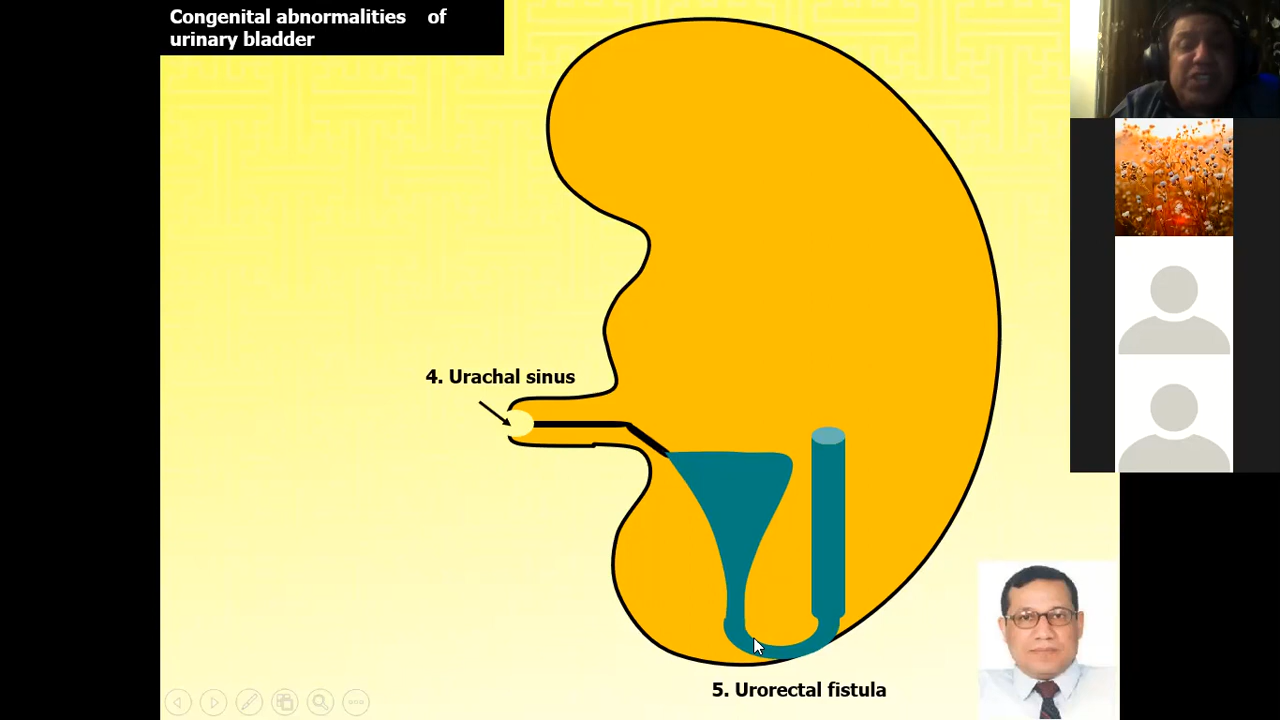 Congenital abnormalities of
urinary bladder
4. Urachal sinus
5. Urorectal fistula